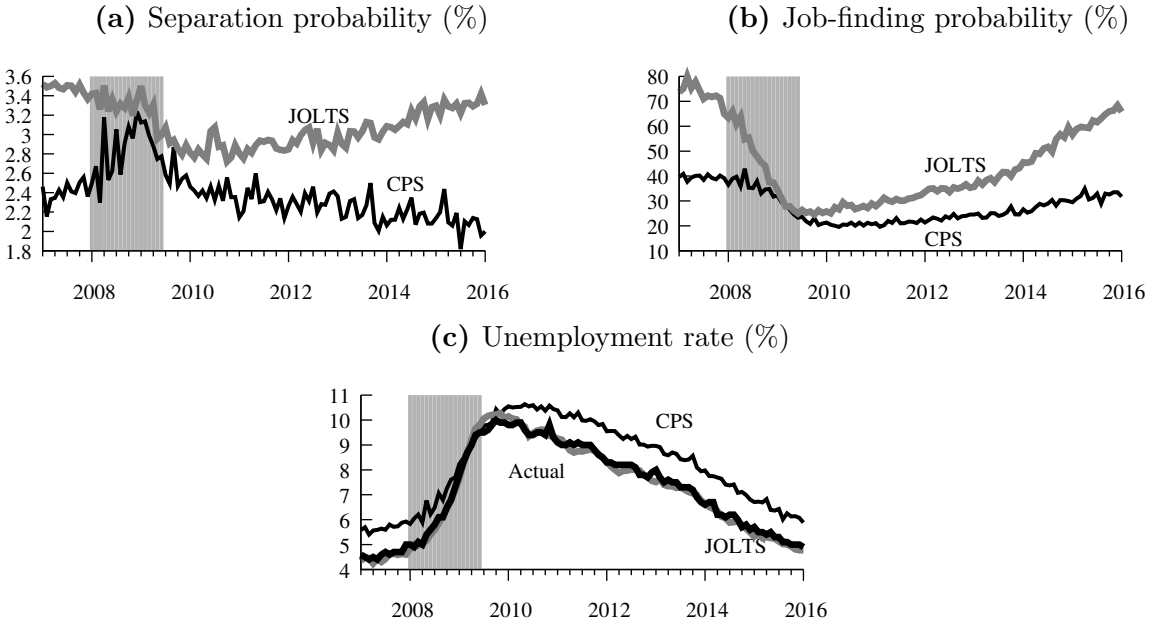 (a) Separation probability (%)
3.6
3.4
3.2
3
2.8
2.6
2.4
2.2
2
1.8
JOLTS
CPS
2008 2010 2012 2014 2016
(b) Job-finding probability (%)
80
70
60
50
40
30
20
10
JOLTS
CPS
2008 2010 2012 2014 2016
(c) Unemployment rate (%)
11
10
9
8
7
6
5
4
CPS
Actual
JOLTS
2008 2010 2012 2014 2016